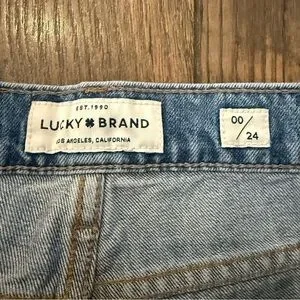 EST. 1990
LUCKY BRAND
LOS ANGELES, CALIFORNIA
00/24